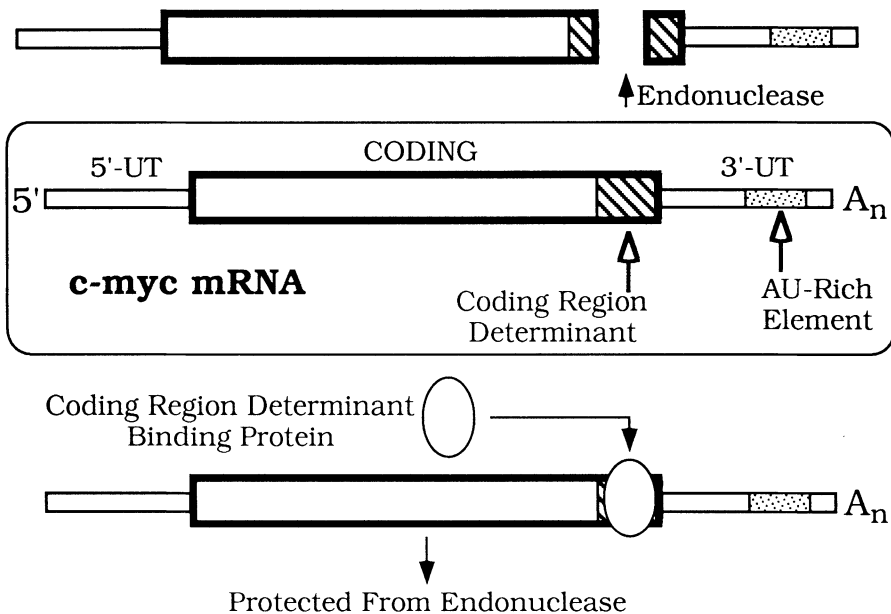 Endonuclease
5'-UT
CODING
3'-UT
5'
An
c-myc mRNA
Coding Region
Determinant
AU-Rich
Element
Coding Region Determinant
Binding Protein
An
Protected From Endonuclease